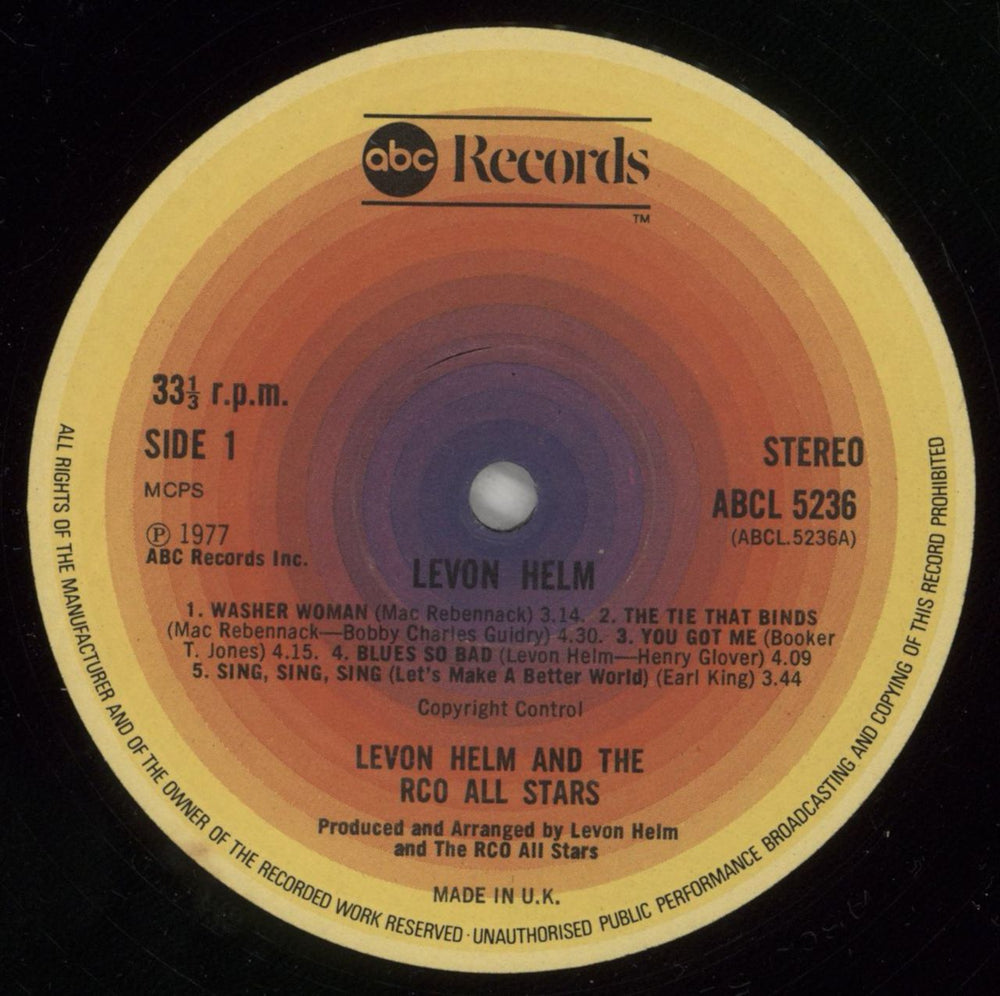 abc Records
TM
33⅓ r.p.m.
SIDE 1
MCPS
Ⓟ 1977
ABC Records Inc.
STEREO
ABCL 5236
(ABCL.5236A)
LEVON HELM
1. WASHER WOMAN (Mac Rebennack) 3.14. 2. THE TIE THAT BINDS
(Mac Rebennack—Bobby Charles Guidry) 4.30. 3. YOU GOT ME (Booker
T. Jones) 4.15. 4. BLUES SO BAD (Levon Helm—Henry Glover) 4.09
5. SING, SING, SING (Let's Make A Better World) (Earl King) 3.44
Copyright Control
LEVON HELM AND THE
RCO ALL STARS
Produced and Arranged by Levon Helm
and The RCO All Stars
MADE IN U.K.
ALL RIGHTS OF THE MANUFACTURER AND OF THE OWNER OF THE RECORDED WORK RESERVED · UNAUTHORISED PUBLIC PERFORMANCE BROADCASTING AND COPYING OF THIS RECORD PROHIBITED